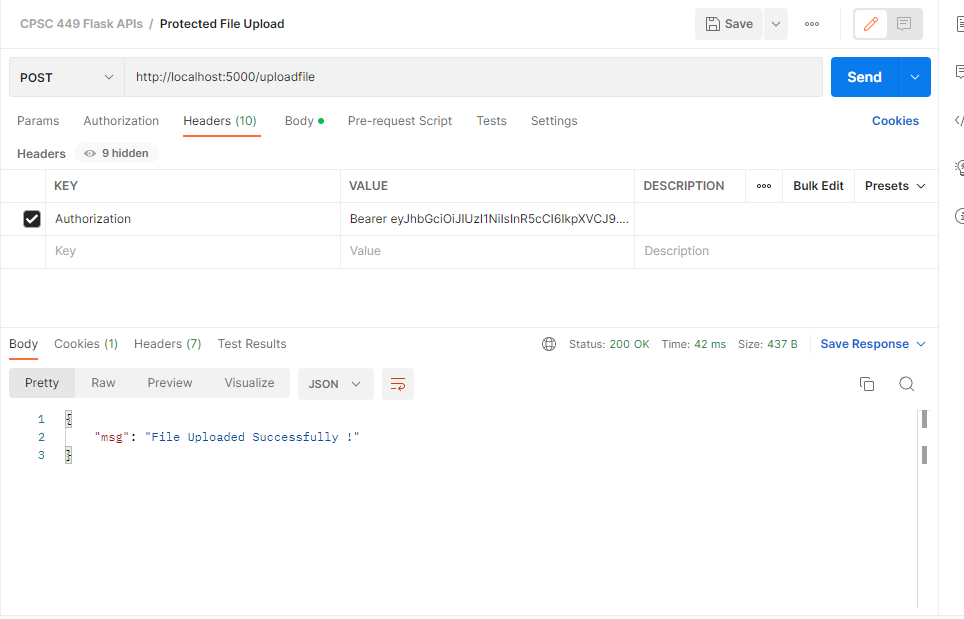 CPSC 449 Flask APIs / Protected File Upload
Save
POST
http://localhost:5000/uploadfile
Send
Params Authorization Headers (10) Body Pre-request Script Tests Settings Cookies
Headers 9 hidden
KEY VALUE DESCRIPTION Bulk Edit Presets
Authorization Bearer eyJhbGciOiJIUzI1NiIsInR5cCI6IkpXVCJ9....
Key Value Description
Body Cookies (1) Headers (7) Test Results Status: 200 OK Time: 42 ms Size: 437 B Save Response
Pretty Raw Preview Visualize JSON
1 {
2 "msg": "File Uploaded Successfully !"
3 }